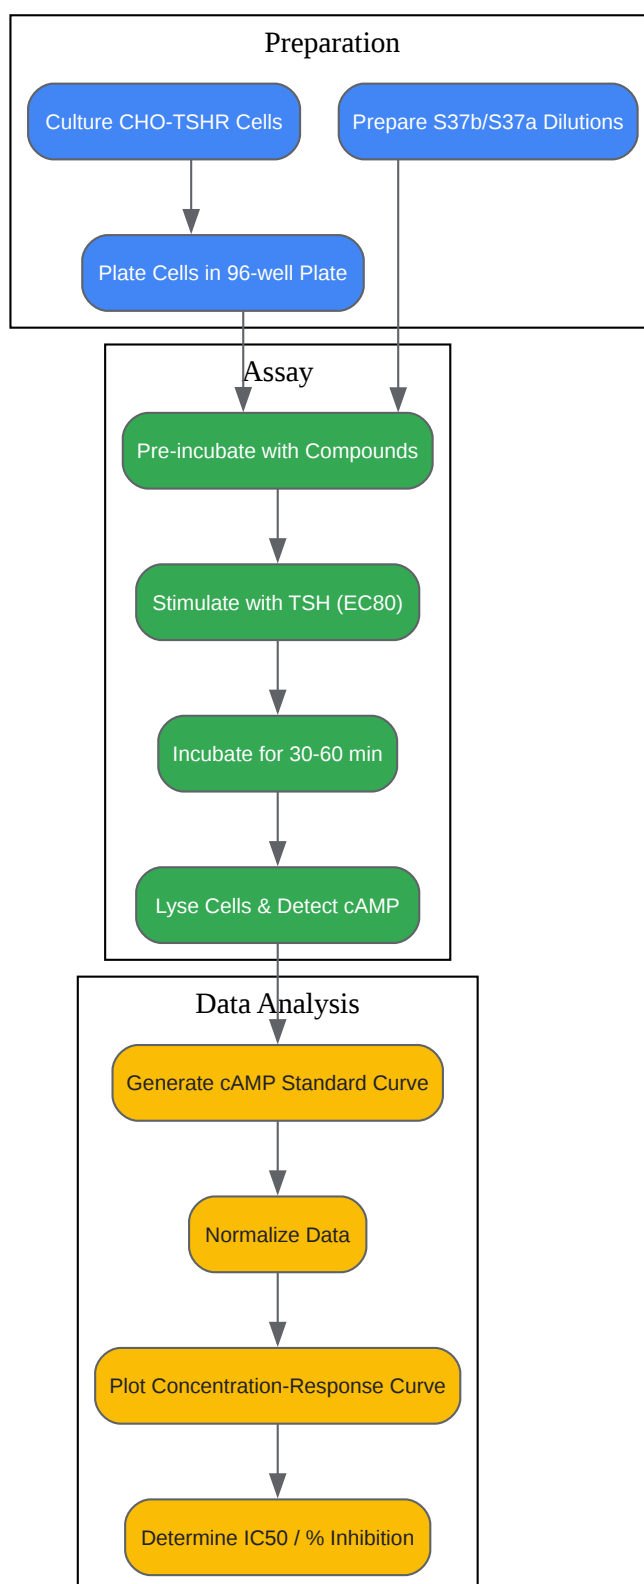 Preparation
Culture CHO-TSHR Cells
Prepare S37b/S37a Dilutions
Plate Cells in 96-well Plate
Assay
Pre-incubate with Compounds
Stimulate with TSH (EC80)
Incubate for 30-60 min
Lyse Cells & Detect cAMP
Data Analysis
Generate cAMP Standard Curve
Normalize Data
Plot Concentration-Response Curve
Determine IC50 / % Inhibition